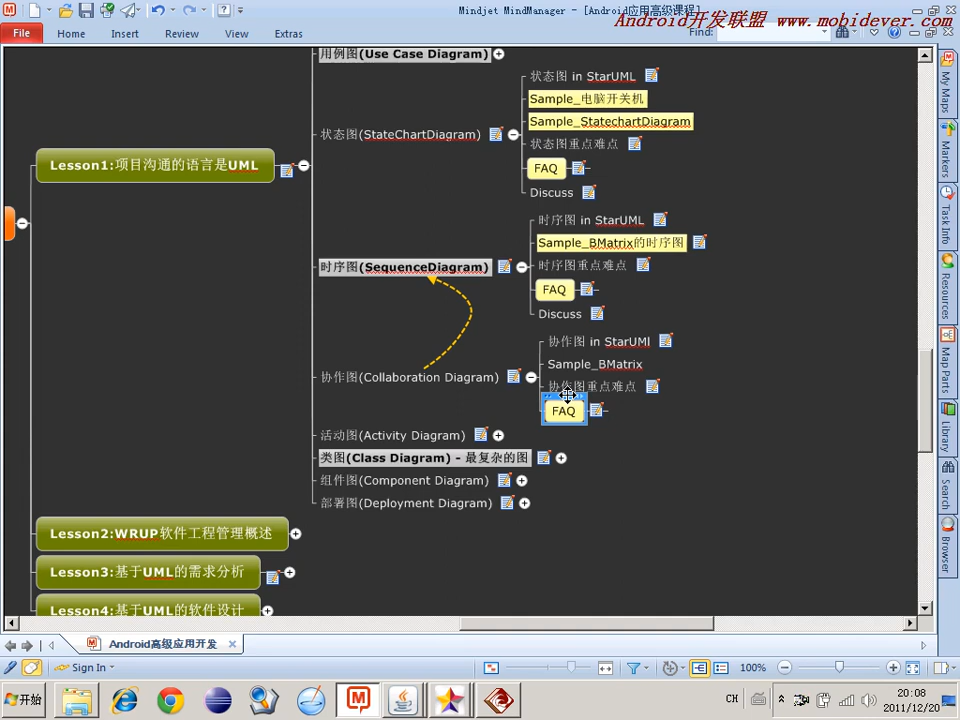 Mindjet MindManager - [Android应用高级课程]
Android开发联盟 www.mobidever.com
File
Home
Insert
Review
View
Extras
Find:
用例图(Use Case Diagram)
状态图 in StarUML
Sample_电脑开关机
Sample_StatechartDiagram
状态图(StateChartDiagram)
状态图重点难点
FAQ
Discuss
Lesson1:项目沟通的语言是UML
时序图 in StarUML
Sample_BMatrix的时序图
时序图(SequenceDiagram)
时序图重点难点
FAQ
Discuss
协作图 in StarUMl
Sample_BMatrix
协作图(Collaboration Diagram)
协作图重点难点
FAQ
活动图(Activity Diagram)
类图(Class Diagram) - 最复杂的图
组件图(Component Diagram)
部署图(Deployment Diagram)
Lesson2:WRUP软件工程管理概述
Lesson3:基于UML的需求分析
Lesson4:基于UML的软件设计
My Maps
Markers
Task Info
Resources
Map Parts
Library
Search
Browser
Android高级应用开发
Sign In
100%
开始
CH
20:08
2011/12/20